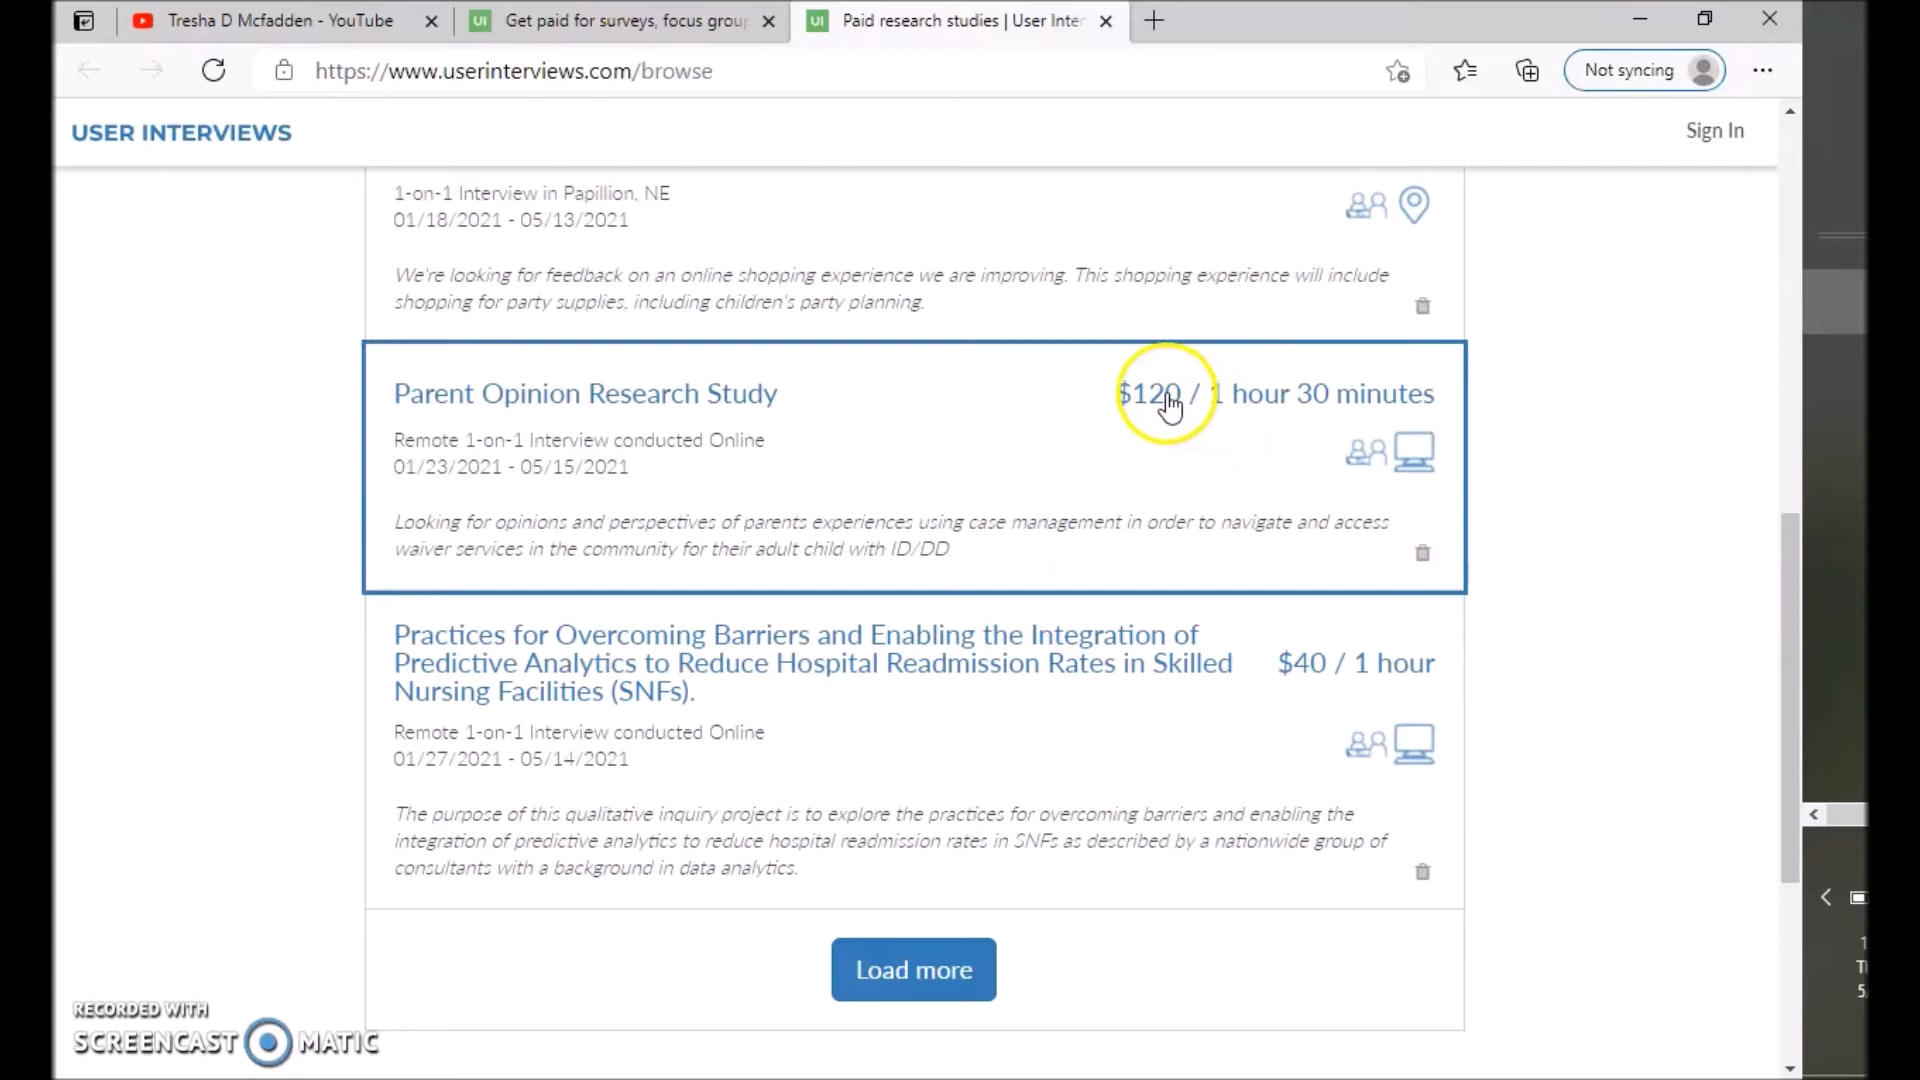 Tresha D Mcfadden - YouTube
UI Get paid for surveys, focus group
UI Paid research studies | User Inter
https://www.userinterviews.com/browse
Not syncing
USER INTERVIEWS
Sign In
1-on-1 Interview in Papillion, NE
01/18/2021 - 05/13/2021
We're looking for feedback on an online shopping experience we are improving. This shopping experience will include
shopping for party supplies, including children's party planning.
Parent Opinion Research Study
$120 / 1 hour 30 minutes
Remote 1-on-1 Interview conducted Online
01/23/2021 - 05/15/2021
Looking for opinions and perspectives of parents experiences using case management in order to navigate and access
waiver services in the community for their adult child with ID/DD
Practices for Overcoming Barriers and Enabling the Integration of
Predictive Analytics to Reduce Hospital Readmission Rates in Skilled
Nursing Facilities (SNFs).
$40 / 1 hour
Remote 1-on-1 Interview conducted Online
01/27/2021 - 05/14/2021
The purpose of this qualitative inquiry project is to explore the practices for overcoming barriers and enabling the
integration of predictive analytics to reduce hospital readmission rates in SNFs as described by a nationwide group of
consultants with a background in data analytics.
Load more
RECORDED WITH
SCREENCAST MATIC